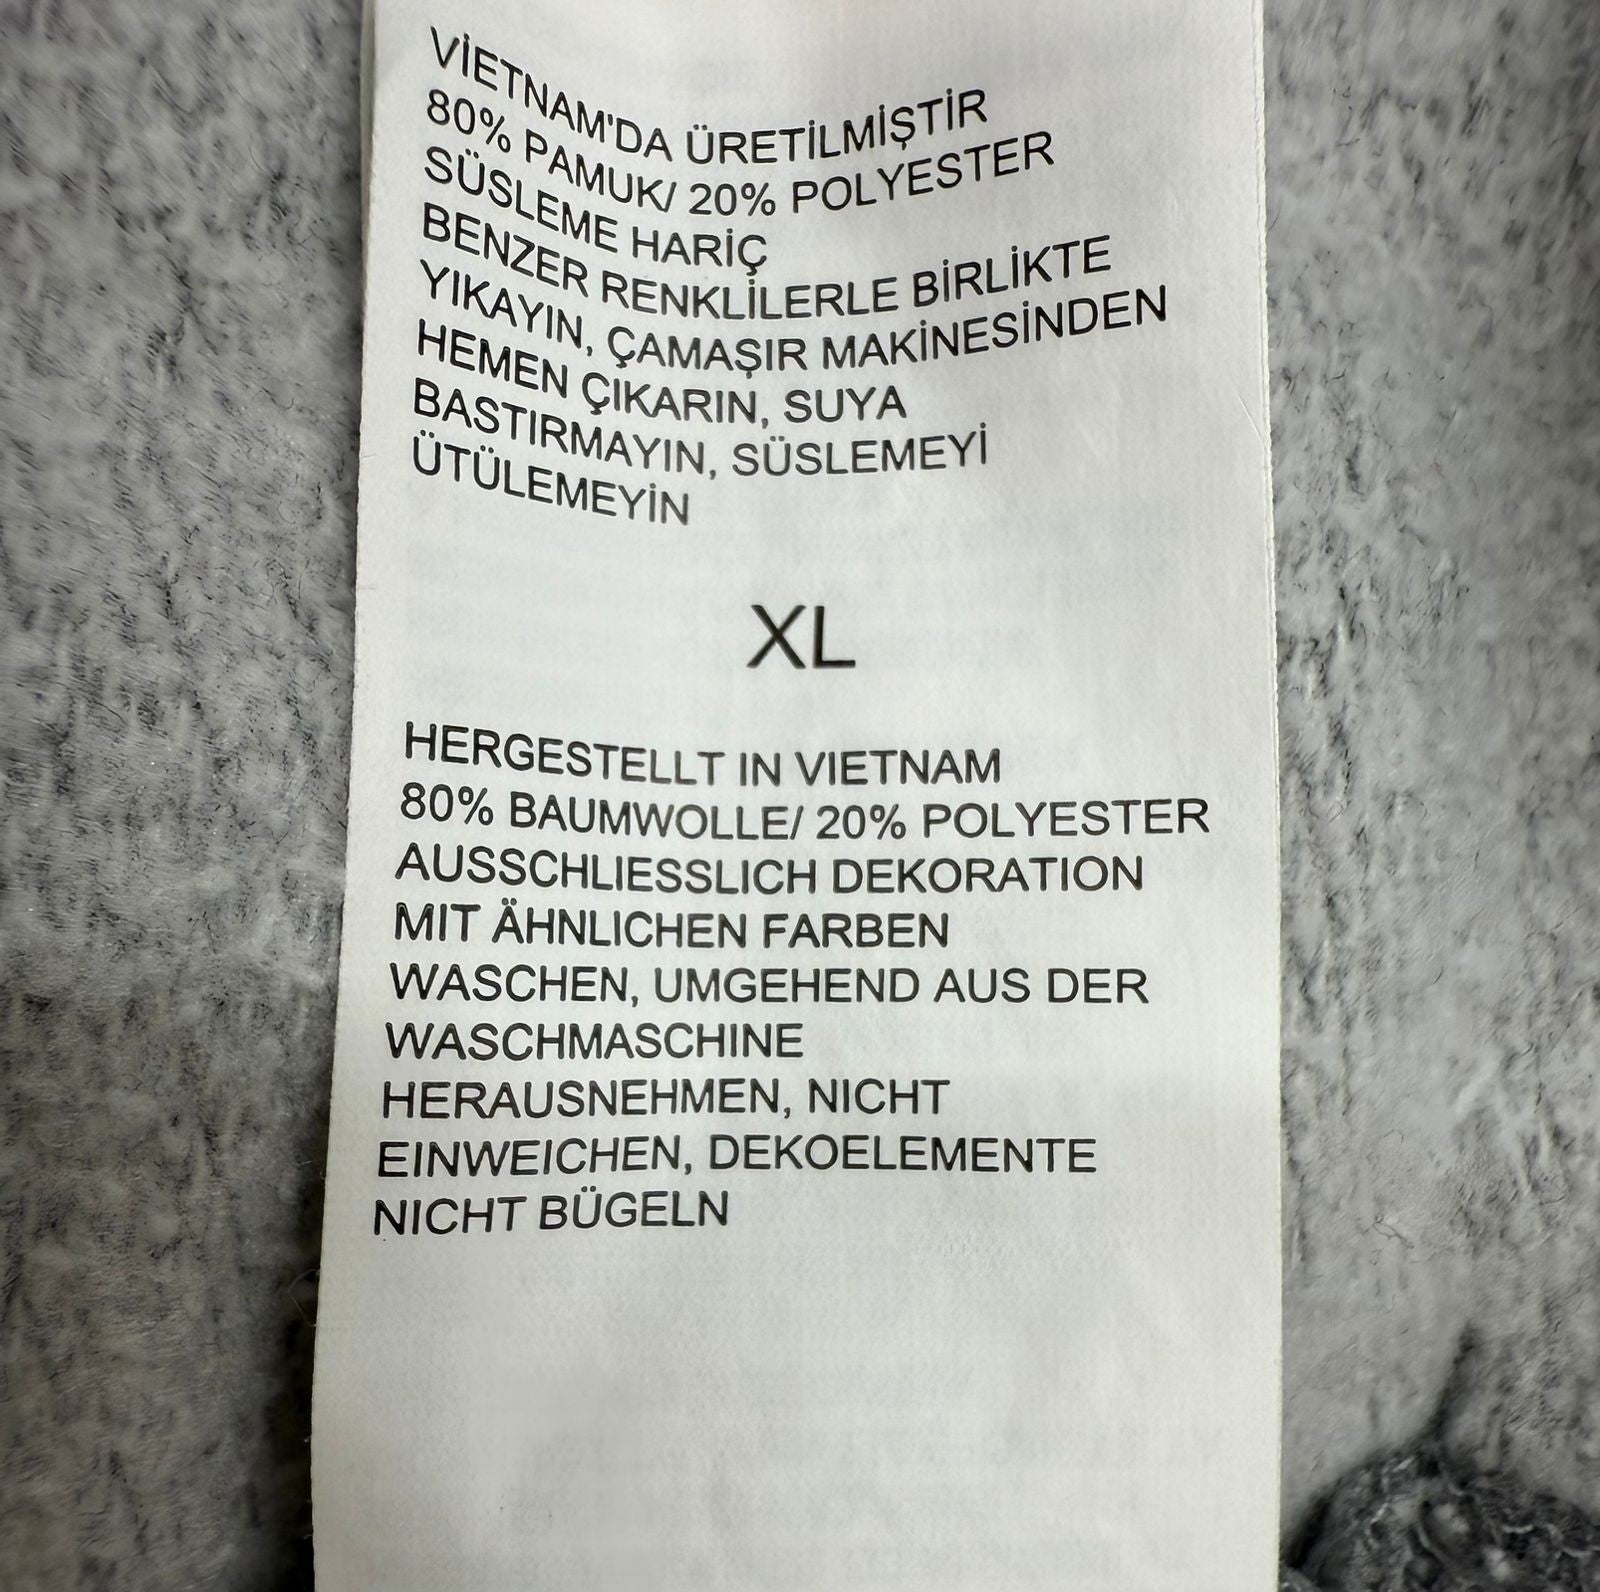 VİETNAM'DA ÜRETİLMİŞTİR
80% PAMUK/ 20% POLYESTER
SÜSLEME HARİÇ
BENZER RENKLİLERLE BİRLİKTE
YIKAYIN, ÇAMAŞIR MAKİNESİNDEN
HEMEN ÇIKARIN, SUYA
BASTIRMAYIN, SÜSLEMEYİ
ÜTÜLEMEYİN
XL
HERGESTELLT IN VIETNAM
80% BAUMWOLLE/ 20% POLYESTER
AUSSCHLIESSLICH DEKORATION
MIT ÄHNLICHEN FARBEN
WASCHEN, UMGEHEND AUS DER
WASCHMASCHINE
HERAUSNEHMEN, NICHT
EINWEICHEN, DEKOELEMENTE
NICHT BÜGELN